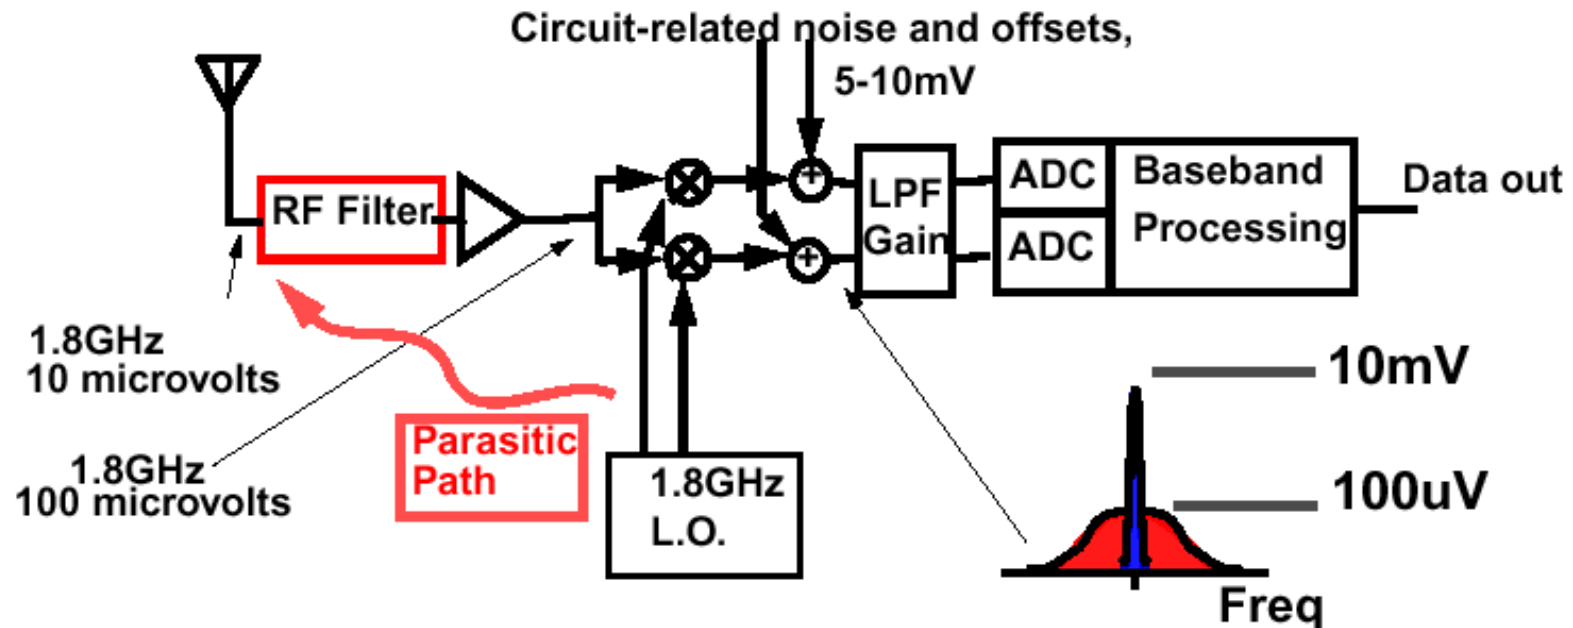 Circuit-related noise and offsets,
5-10mV
RF Filter
LPF
Gain
ADC
ADC
Baseband
Processing
Data out
1.8GHz
10 microvolts
1.8GHz
100 microvolts
Parasitic
Path
1.8GHz
L.O.
10mV
100uV
Freq